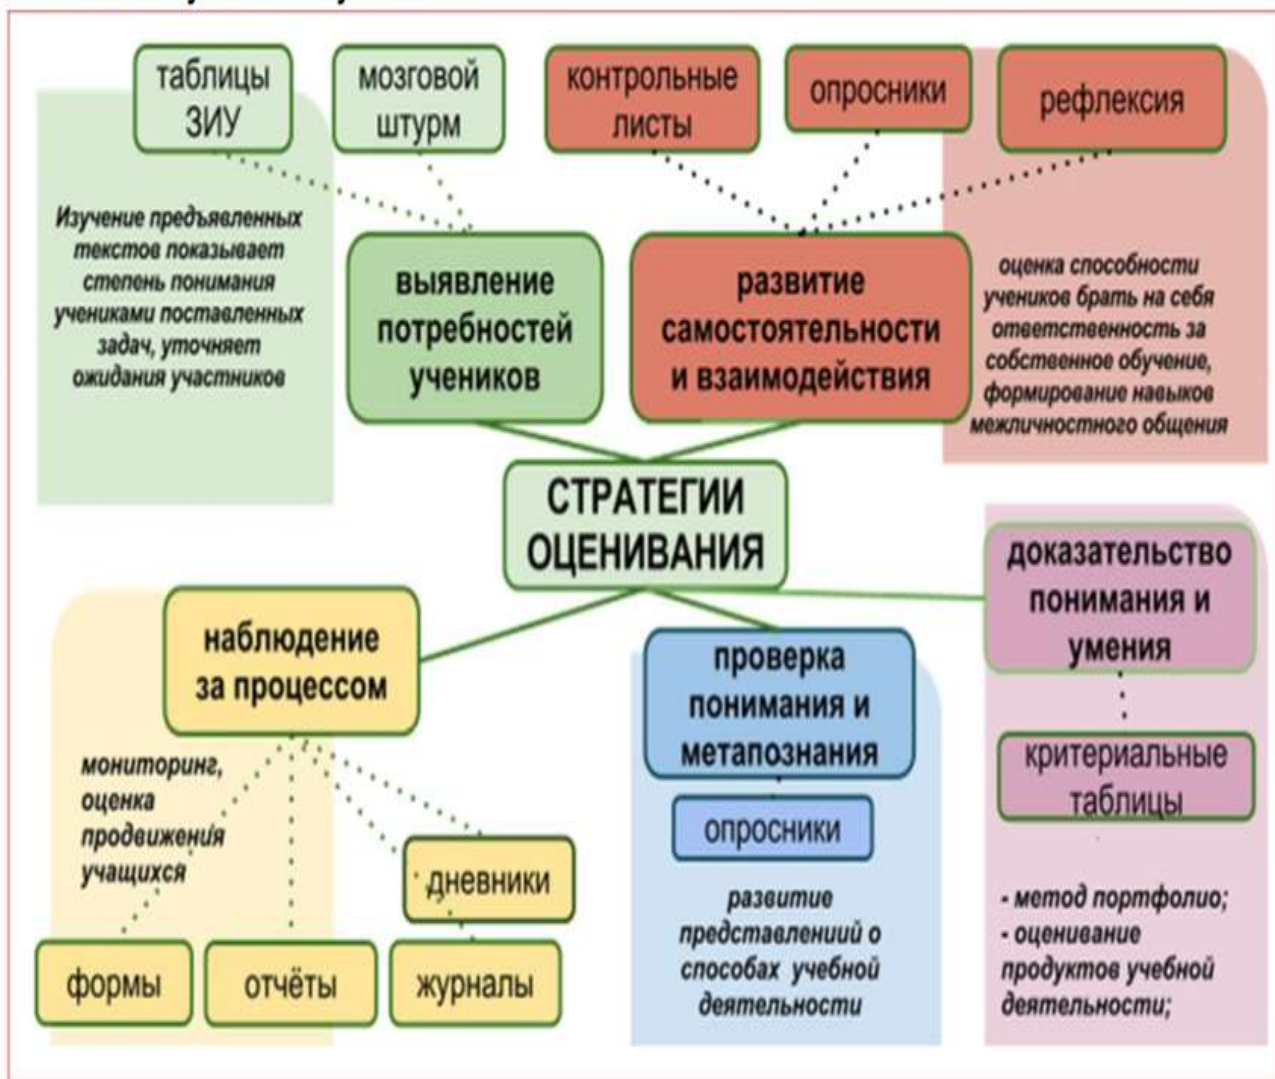 таблицы
ЗИУ
мозговой
штурм
контрольные
листы
опросники
рефлексия
Изучение предъявленных
текстов показывает
степень понимания
учениками поставленных
задач, уточняет
ожидания участников
выявление
потребностей
учеников
развитие
самостоятельности
и взаимодействия
оценка способности
учеников брать на себя
ответственность за
собственное обучение,
формирование навыков
межличностного общения
СТРАТЕГИИ
ОЦЕНИВАНИЯ
наблюдение
за процессом
мониторинг,
оценка
продвижения
учащихся
дневники
формы
отчёты
журналы
проверка
понимания и
метапознания
опросники
развитие
представлениий о
способах учебной
деятельности
доказательство
понимания и
умения
критериальные
таблицы
- метод портфолио;
- оценивание
продуктов учебной
деятельности;